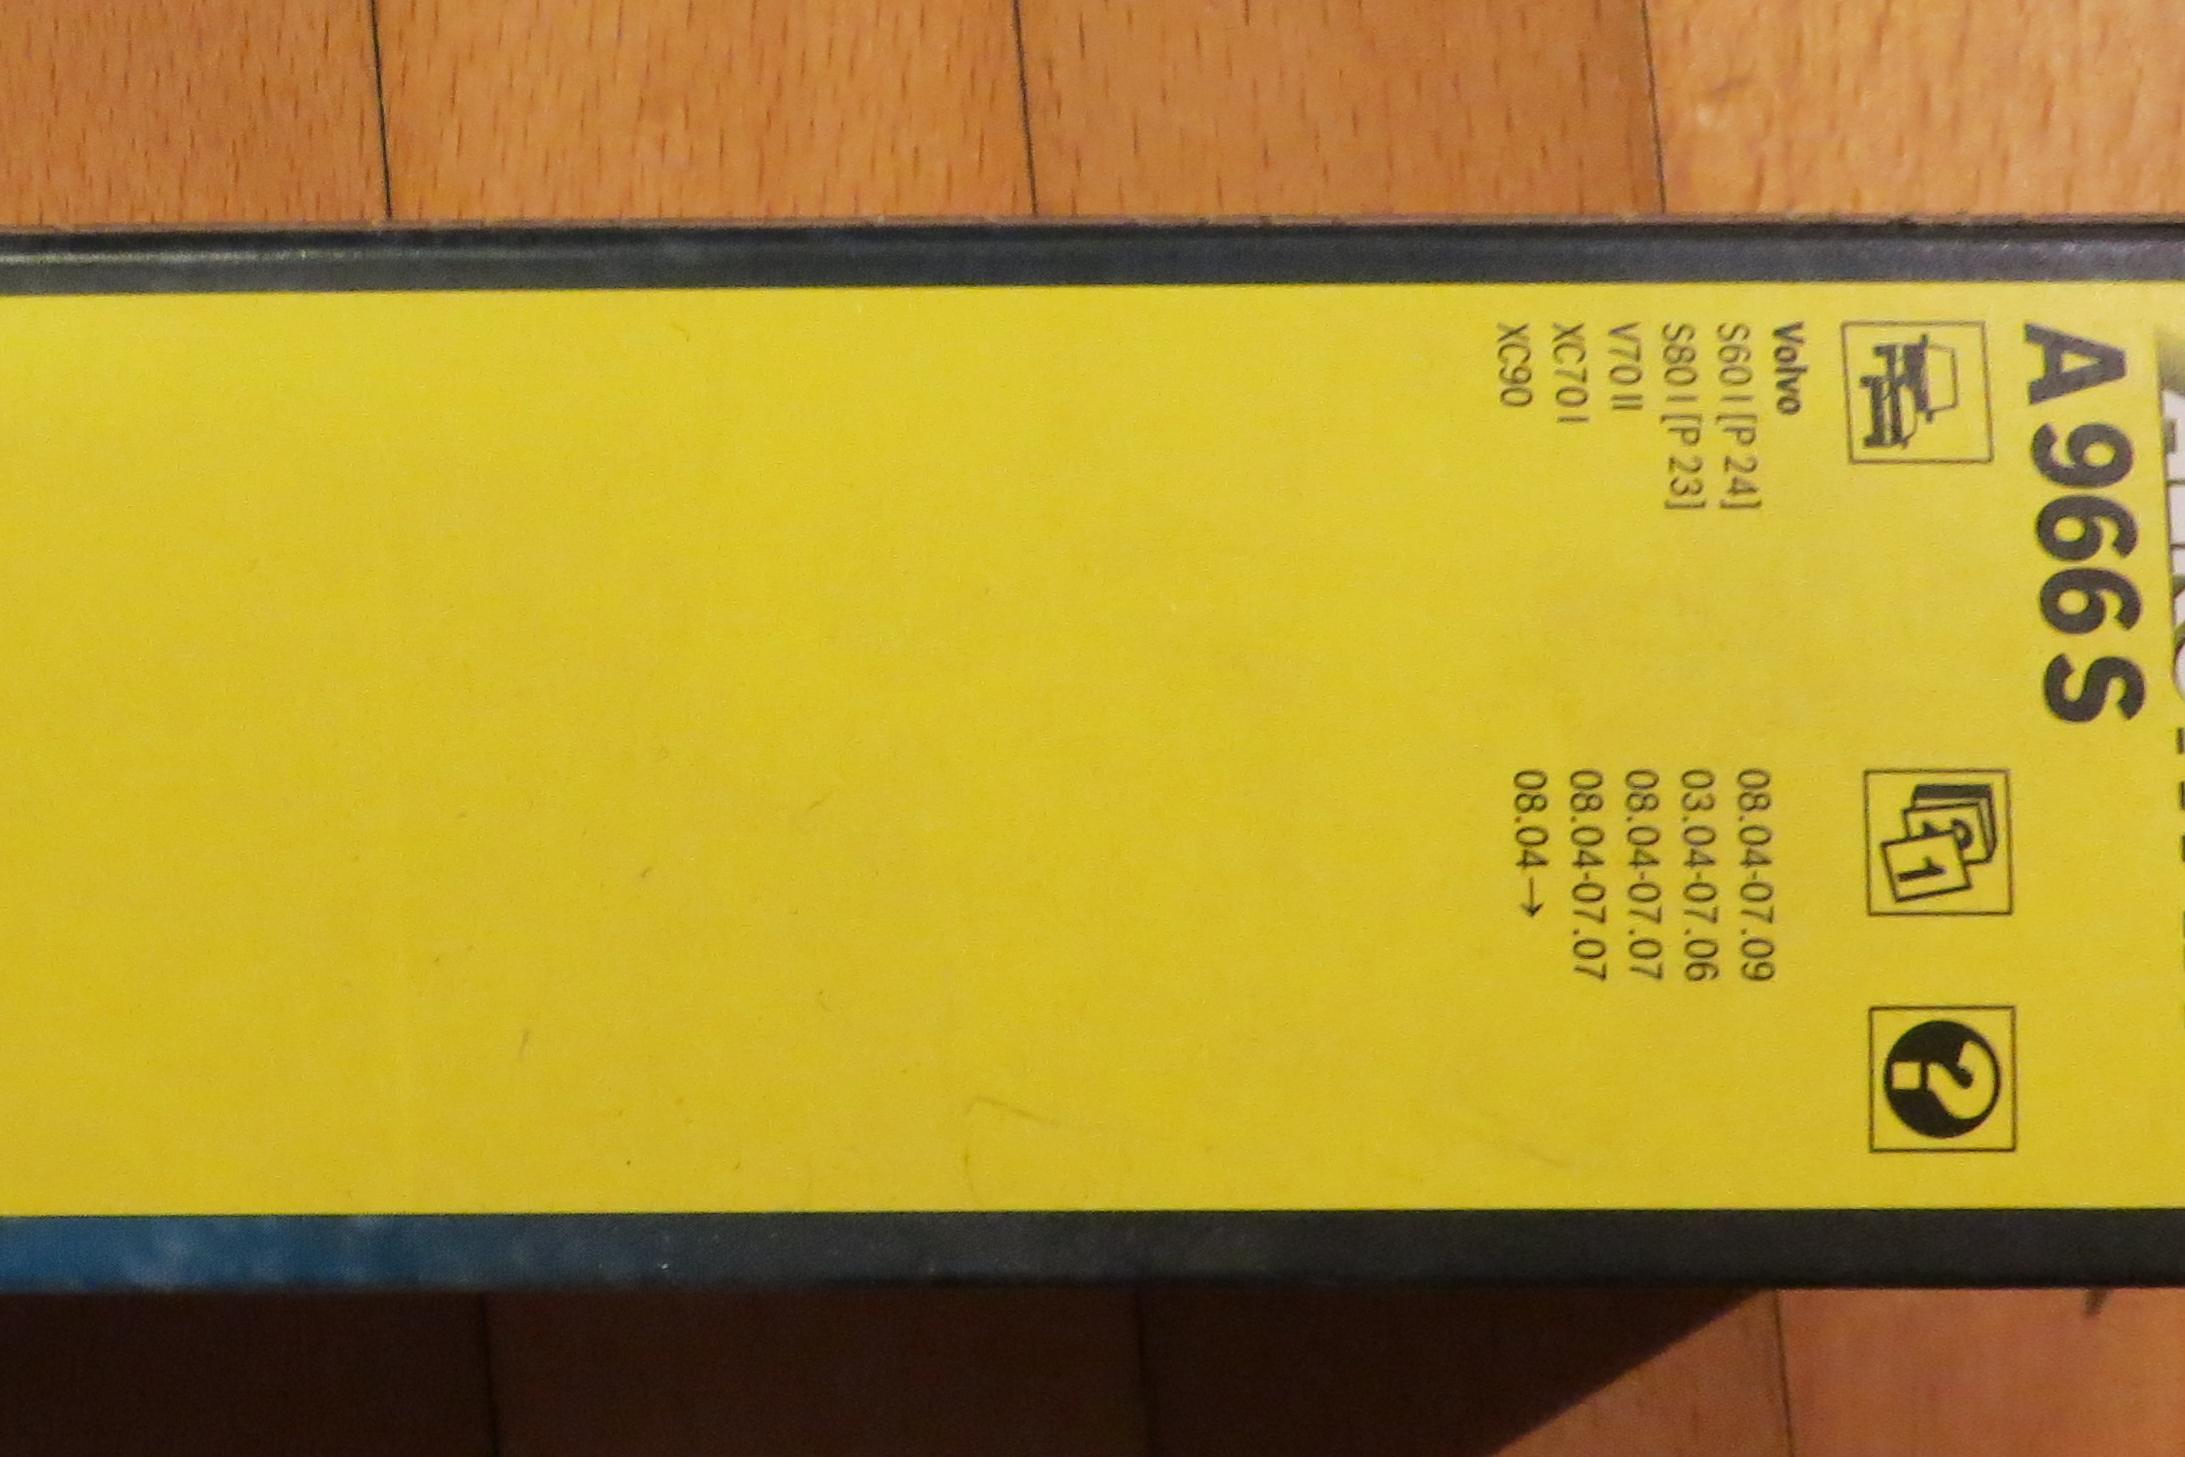 A 966 S
Volvo
S60 I [P 24] 08.04-07.09
S80 I [P 23] 03.04-07.06
V70 II 08.04-07.07
XC70 I 08.04-07.07
XC90 08.04→